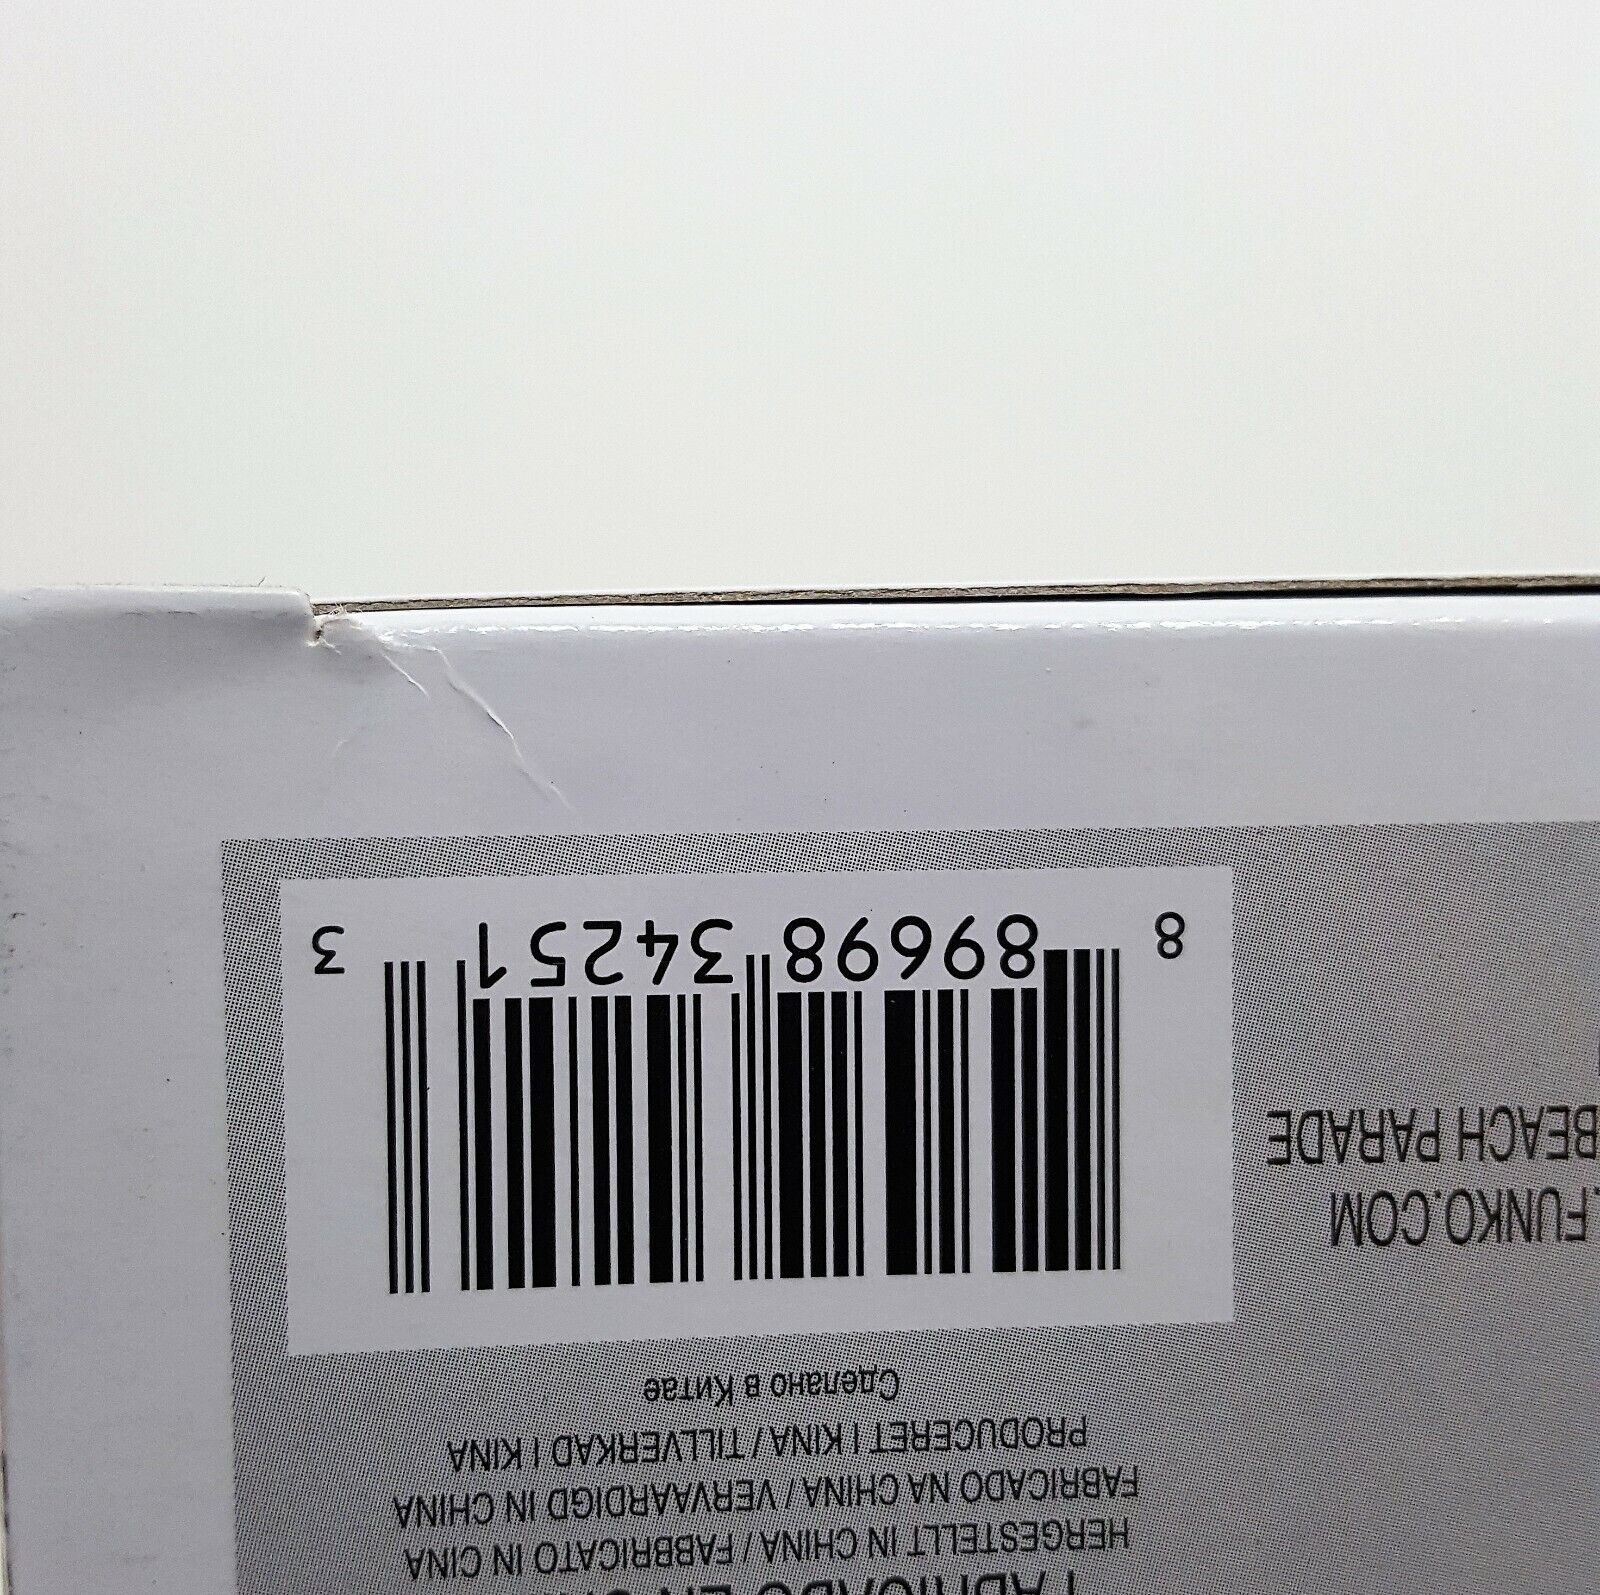 HERGESTELLT IN CHINA / FABBRICATO IN CINA
FABRICADO NA CHINA / VERVAARDIGD IN CHINA
PRODUCERET I KINA / TILLVERKAD I KINA
Сделано в Китае
.FUNKO.COM
BEACH PARADE
8 89698 34251 3